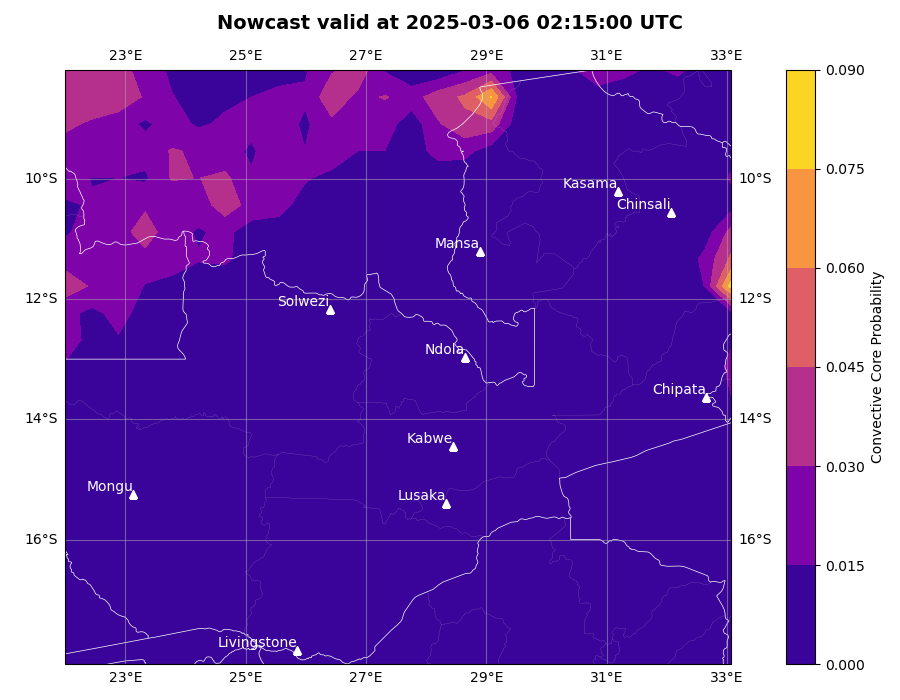 Nowcast valid at 2025-03-06 02:15:00 UTC
23°E 25°E 27°E 29°E 31°E 33°E
0.090
0.075
10°S Kasama 10°S
Chinsali
Mansa
0.060
12°S Solwezi 12°S
Ndola
0.045
Chipata
14°S 14°S
Kabwe
0.030
Mongu
Lusaka
16°S 16°S
0.015
Livingstone
0.000
23°E 25°E 27°E 29°E 31°E 33°E
Convective Core Probability